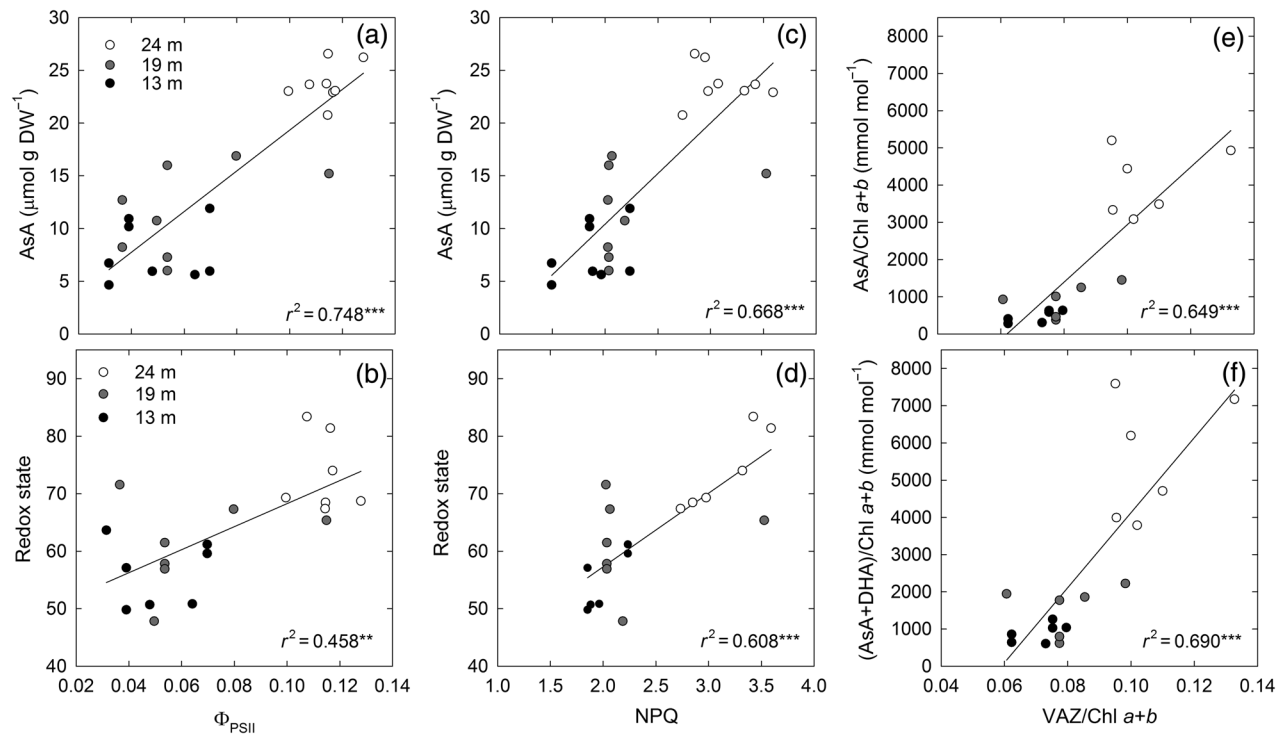 (a)
24 m
19 m
13 m
AsA (μmol g DW⁻¹)
30
25
20
15
10
5
0
r² = 0.748***
(c)
AsA (μmol g DW⁻¹)
30
25
20
15
10
5
0
r² = 0.668***
(e)
AsA/Chl a+b (mmol mol⁻¹)
8000
7000
6000
5000
4000
3000
2000
1000
0
r² = 0.649***
(b)
24 m
19 m
13 m
Redox state
90
80
70
60
50
40
r² = 0.458**
0.02 0.04 0.06 0.08 0.10 0.12 0.14
Φ_PSII
(d)
Redox state
90
80
70
60
50
40
r² = 0.608***
1.0 1.5 2.0 2.5 3.0 3.5 4.0
NPQ
(f)
(AsA+DHA)/Chl a+b (mmol mol⁻¹)
8000
7000
6000
5000
4000
3000
2000
1000
0
r² = 0.690***
0.04 0.06 0.08 0.10 0.12 0.14
VAZ/Chl a+b